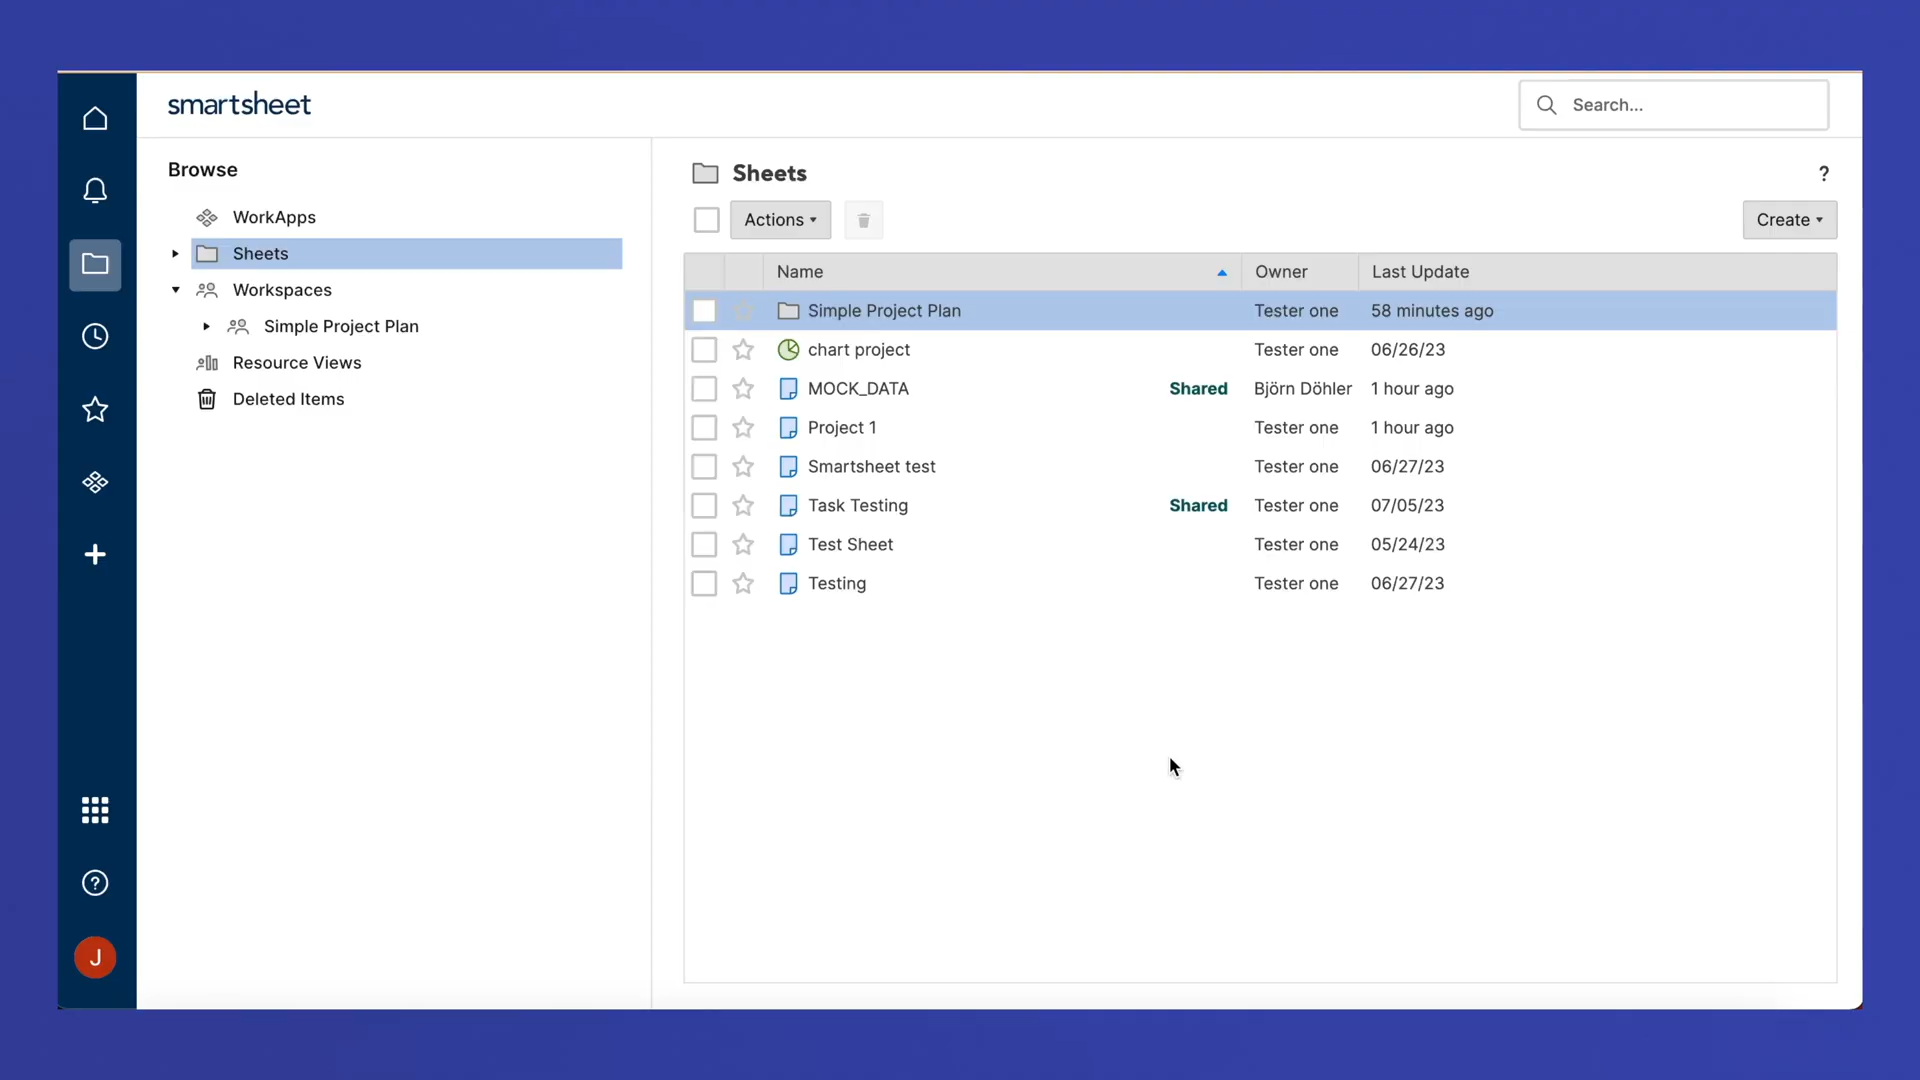 smartsheet
Search...
Browse
WorkApps
Sheets
Workspaces
Simple Project Plan
Resource Views
Deleted Items
J
Sheets
?
Actions
Create
Name Owner Last Update
Simple Project Plan Tester one 58 minutes ago
chart project Tester one 06/26/23
MOCK_DATA Shared Björn Döhler 1 hour ago
Project 1 Tester one 1 hour ago
Smartsheet test Tester one 06/27/23
Task Testing Shared Tester one 07/05/23
Test Sheet Tester one 05/24/23
Testing Tester one 06/27/23